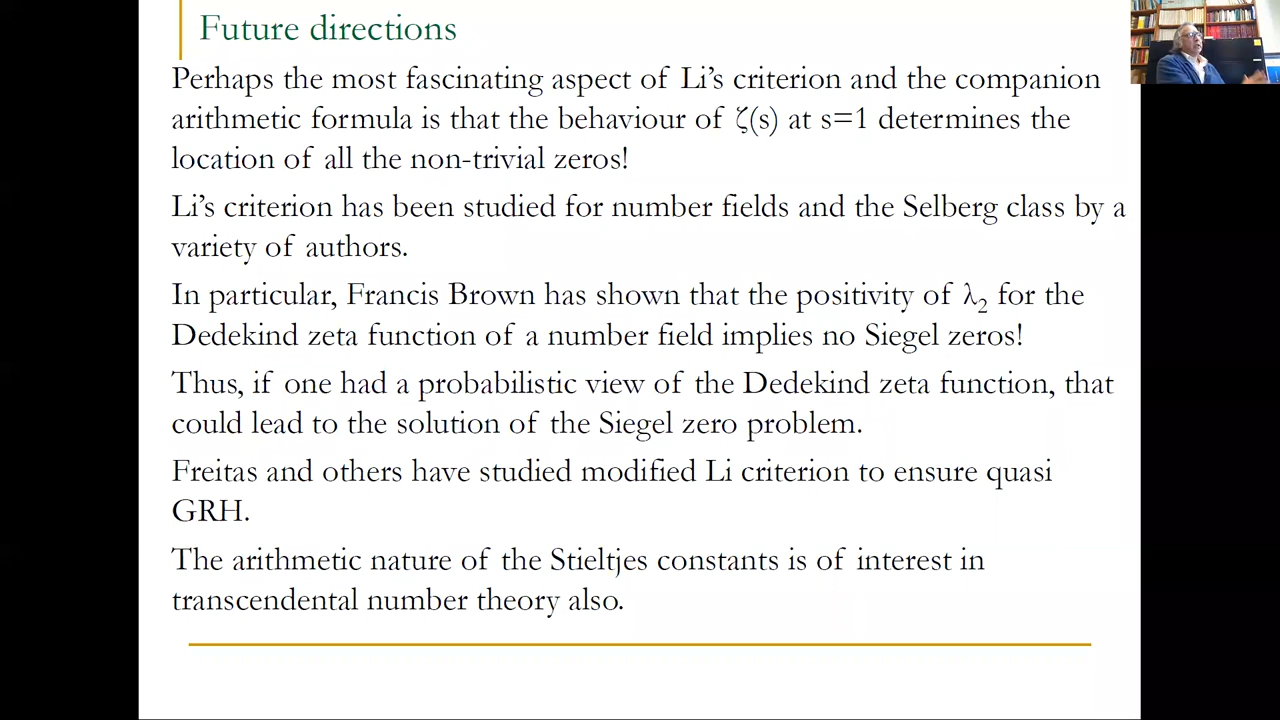 Future directions
Perhaps the most fascinating aspect of Li's criterion and the companion
arithmetic formula is that the behaviour of ζ(s) at s=1 determines the
location of all the non-trivial zeros!
Li's criterion has been studied for number fields and the Selberg class by a
variety of authors.
In particular, Francis Brown has shown that the positivity of λ₂ for the
Dedekind zeta function of a number field implies no Siegel zeros!
Thus, if one had a probabilistic view of the Dedekind zeta function, that
could lead to the solution of the Siegel zero problem.
Freitas and others have studied modified Li criterion to ensure quasi
GRH.
The arithmetic nature of the Stieltjes constants is of interest in
transcendental number theory also.